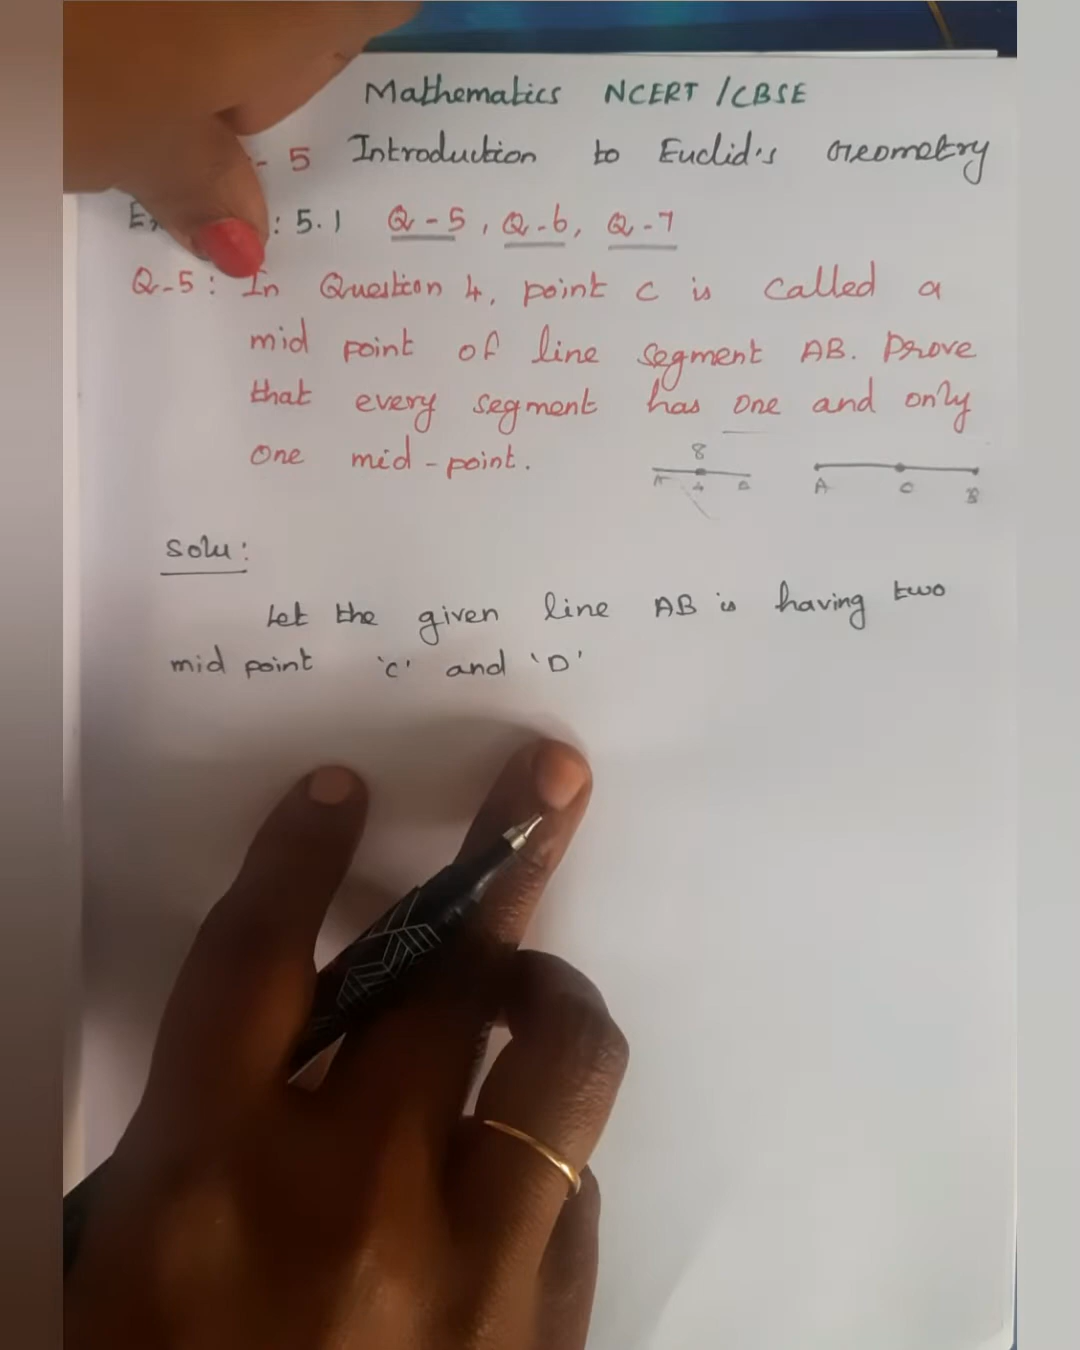 Mathematics NCERT / CBSE
- 5 Introduction to Euclid's Geometry
: 5.1 Q-5, Q-6, Q-7
Q-5: In Question 4, point C is called a
mid point of line segment AB. Prove
that every segment has one and only
one mid-point.
8
A 4 B
A C B
Solu:
Let the given line AB is having two
mid point 'C' and 'D'